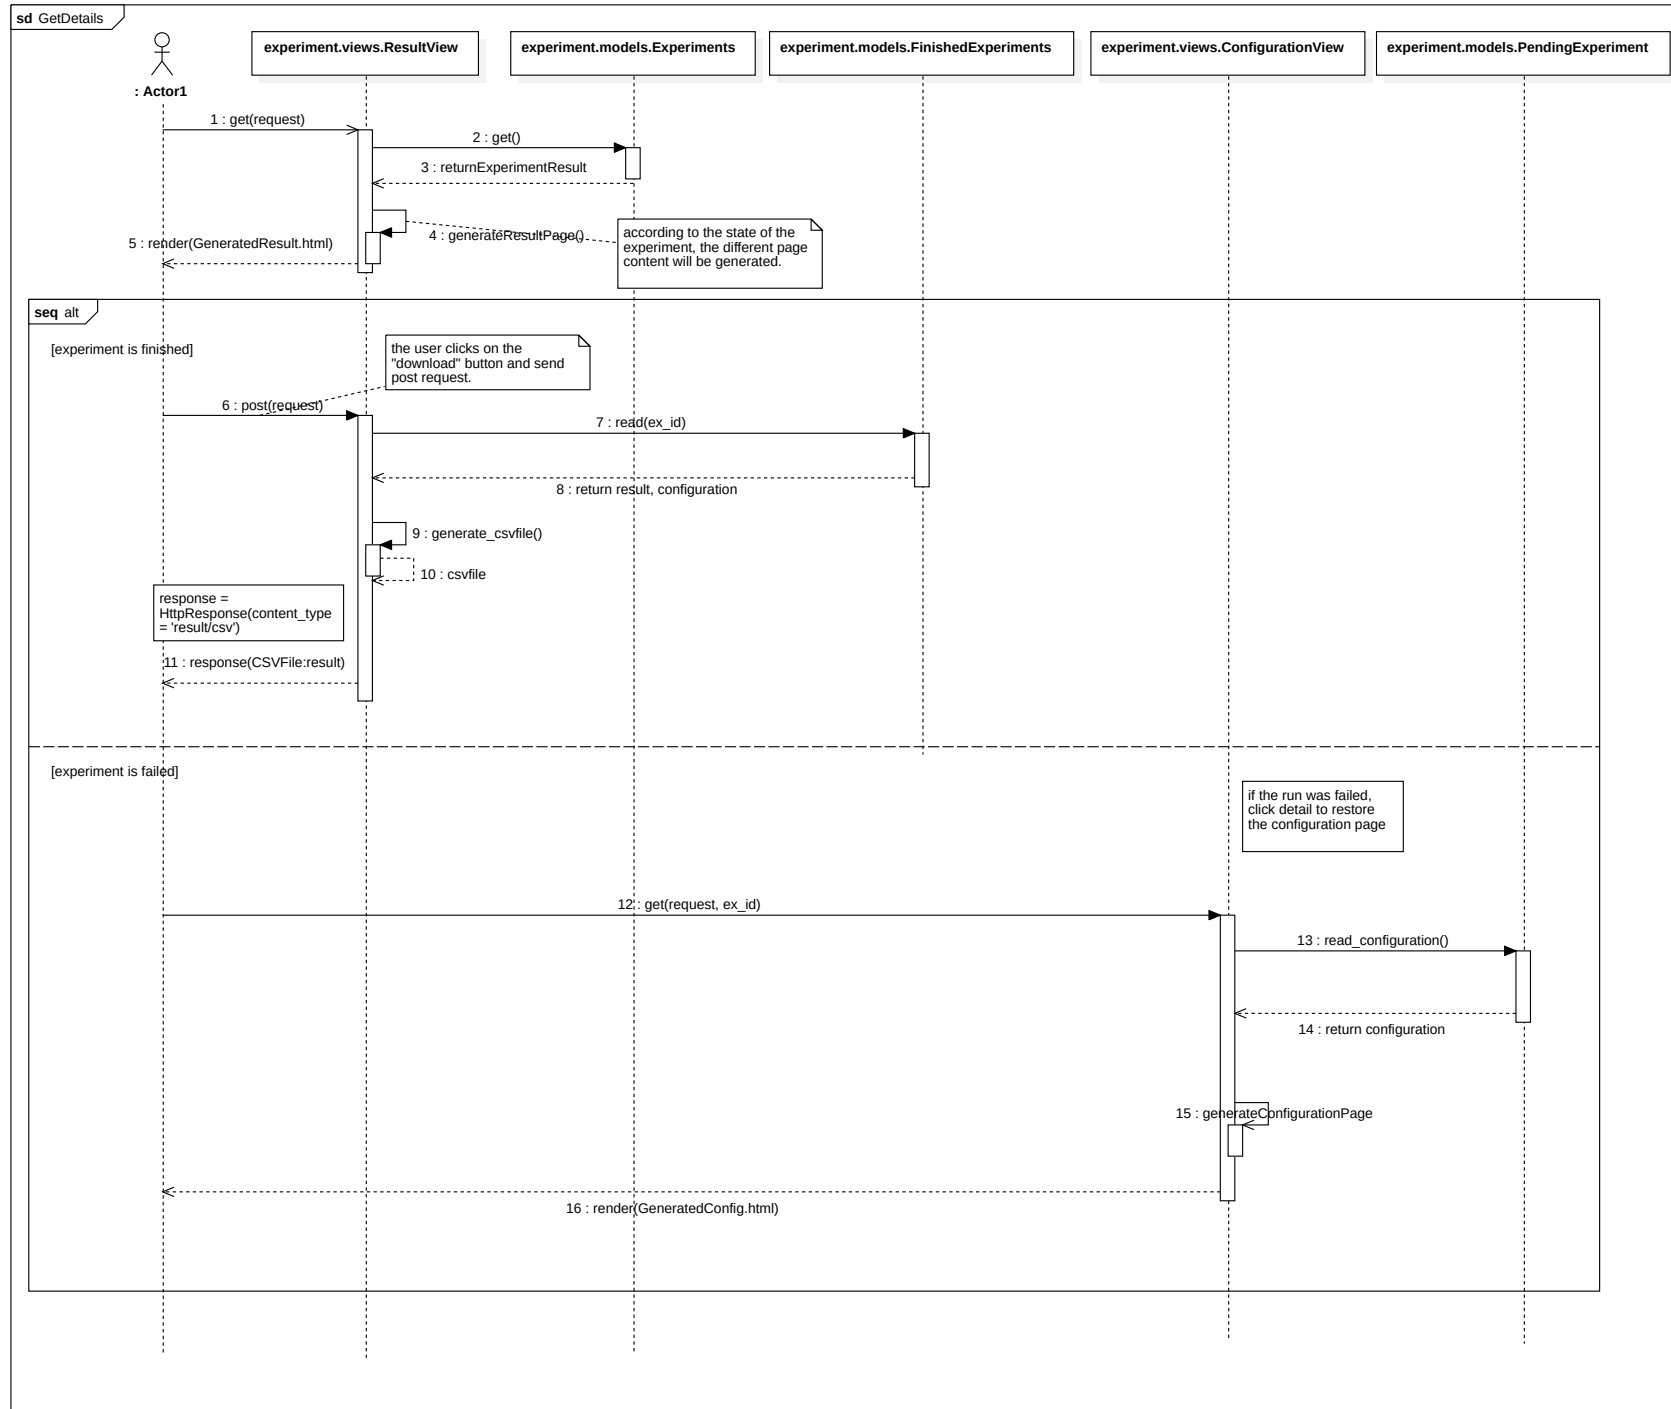 sd GetDetails
experiment.views.ResultView
experiment.models.Experiments
experiment.models.FinishedExperiments
experiment.views.ConfigurationView
experiment.models.PendingExperiment
: Actor1
1 : get(request)
2 : get()
3 : returnExperimentResult
4 : generateResultPage()
according to the state of the
experiment, the different page
content will be generated.
5 : render(GeneratedResult.html)
seq alt
[experiment is finished]
the user clicks on the
"download" button and send
post request.
6 : post(request)
7 : read(ex_id)
8 : return result, configuration
9 : generate_csvfile()
10 : csvfile
response =
HttpResponse(content_type
= 'result/csv')
11 : response(CSVFile:result)
[experiment is failed]
if the run was failed,
click detail to restore
the configuration page
12 : get(request, ex_id)
13 : read_configuration()
14 : return configuration
15 : generateConfigurationPage
16 : render(GeneratedConfig.html)